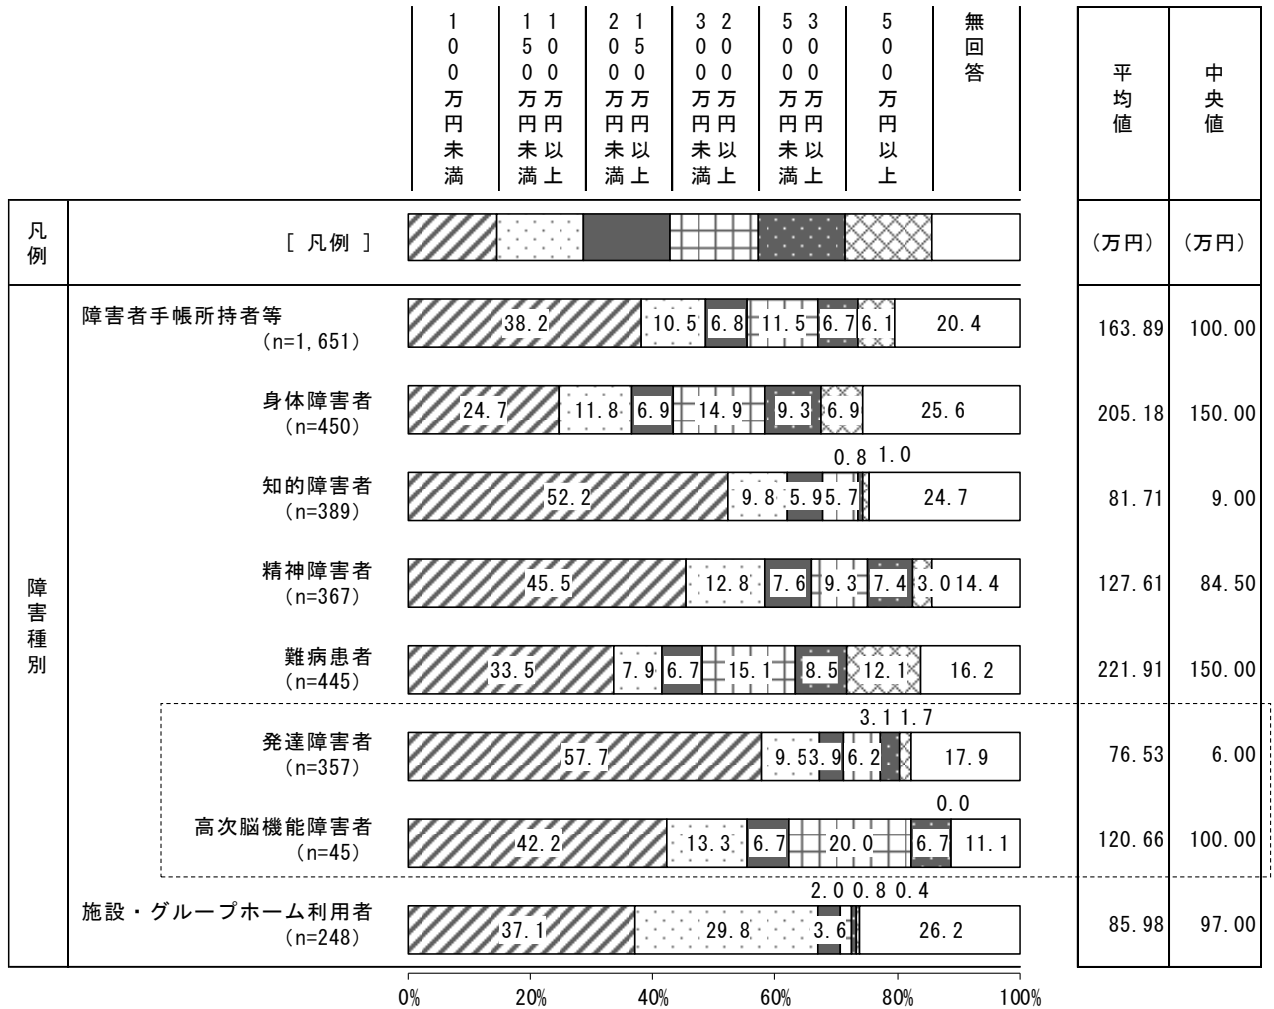 100万円未満
100万円以上
150万円未満
150万円以上
200万円未満
200万円以上
300万円未満
300万円以上
500万円未満
500万円以上
無回答
平均値
中央値
凡例
[ 凡例 ]
(万円)
(万円)
障害種別
障害者手帳所持者等
(n=1,651)
38.2 10.5 6.8 11.5 6.7 6.1 20.4
163.89 100.00
身体障害者
(n=450)
24.7 11.8 6.9 14.9 9.3 6.9 25.6
205.18 150.00
0.8 1.0
知的障害者
(n=389)
52.2 9.8 5.9 5.7 24.7
81.71 9.00
精神障害者
(n=367)
45.5 12.8 7.6 9.3 7.4 3.0 14.4
127.61 84.50
難病患者
(n=445)
33.5 7.9 6.7 15.1 8.5 12.1 16.2
221.91 150.00
3.1 1.7
発達障害者
(n=357)
57.7 9.5 3.9 6.2 17.9
76.53 6.00
0.0
高次脳機能障害者
(n=45)
42.2 13.3 6.7 20.0 6.7 11.1
120.66 100.00
2.0 0.8 0.4
施設・グループホーム利用者
(n=248)
37.1 29.8 3.6 26.2
85.98 97.00
0% 20% 40% 60% 80% 100%